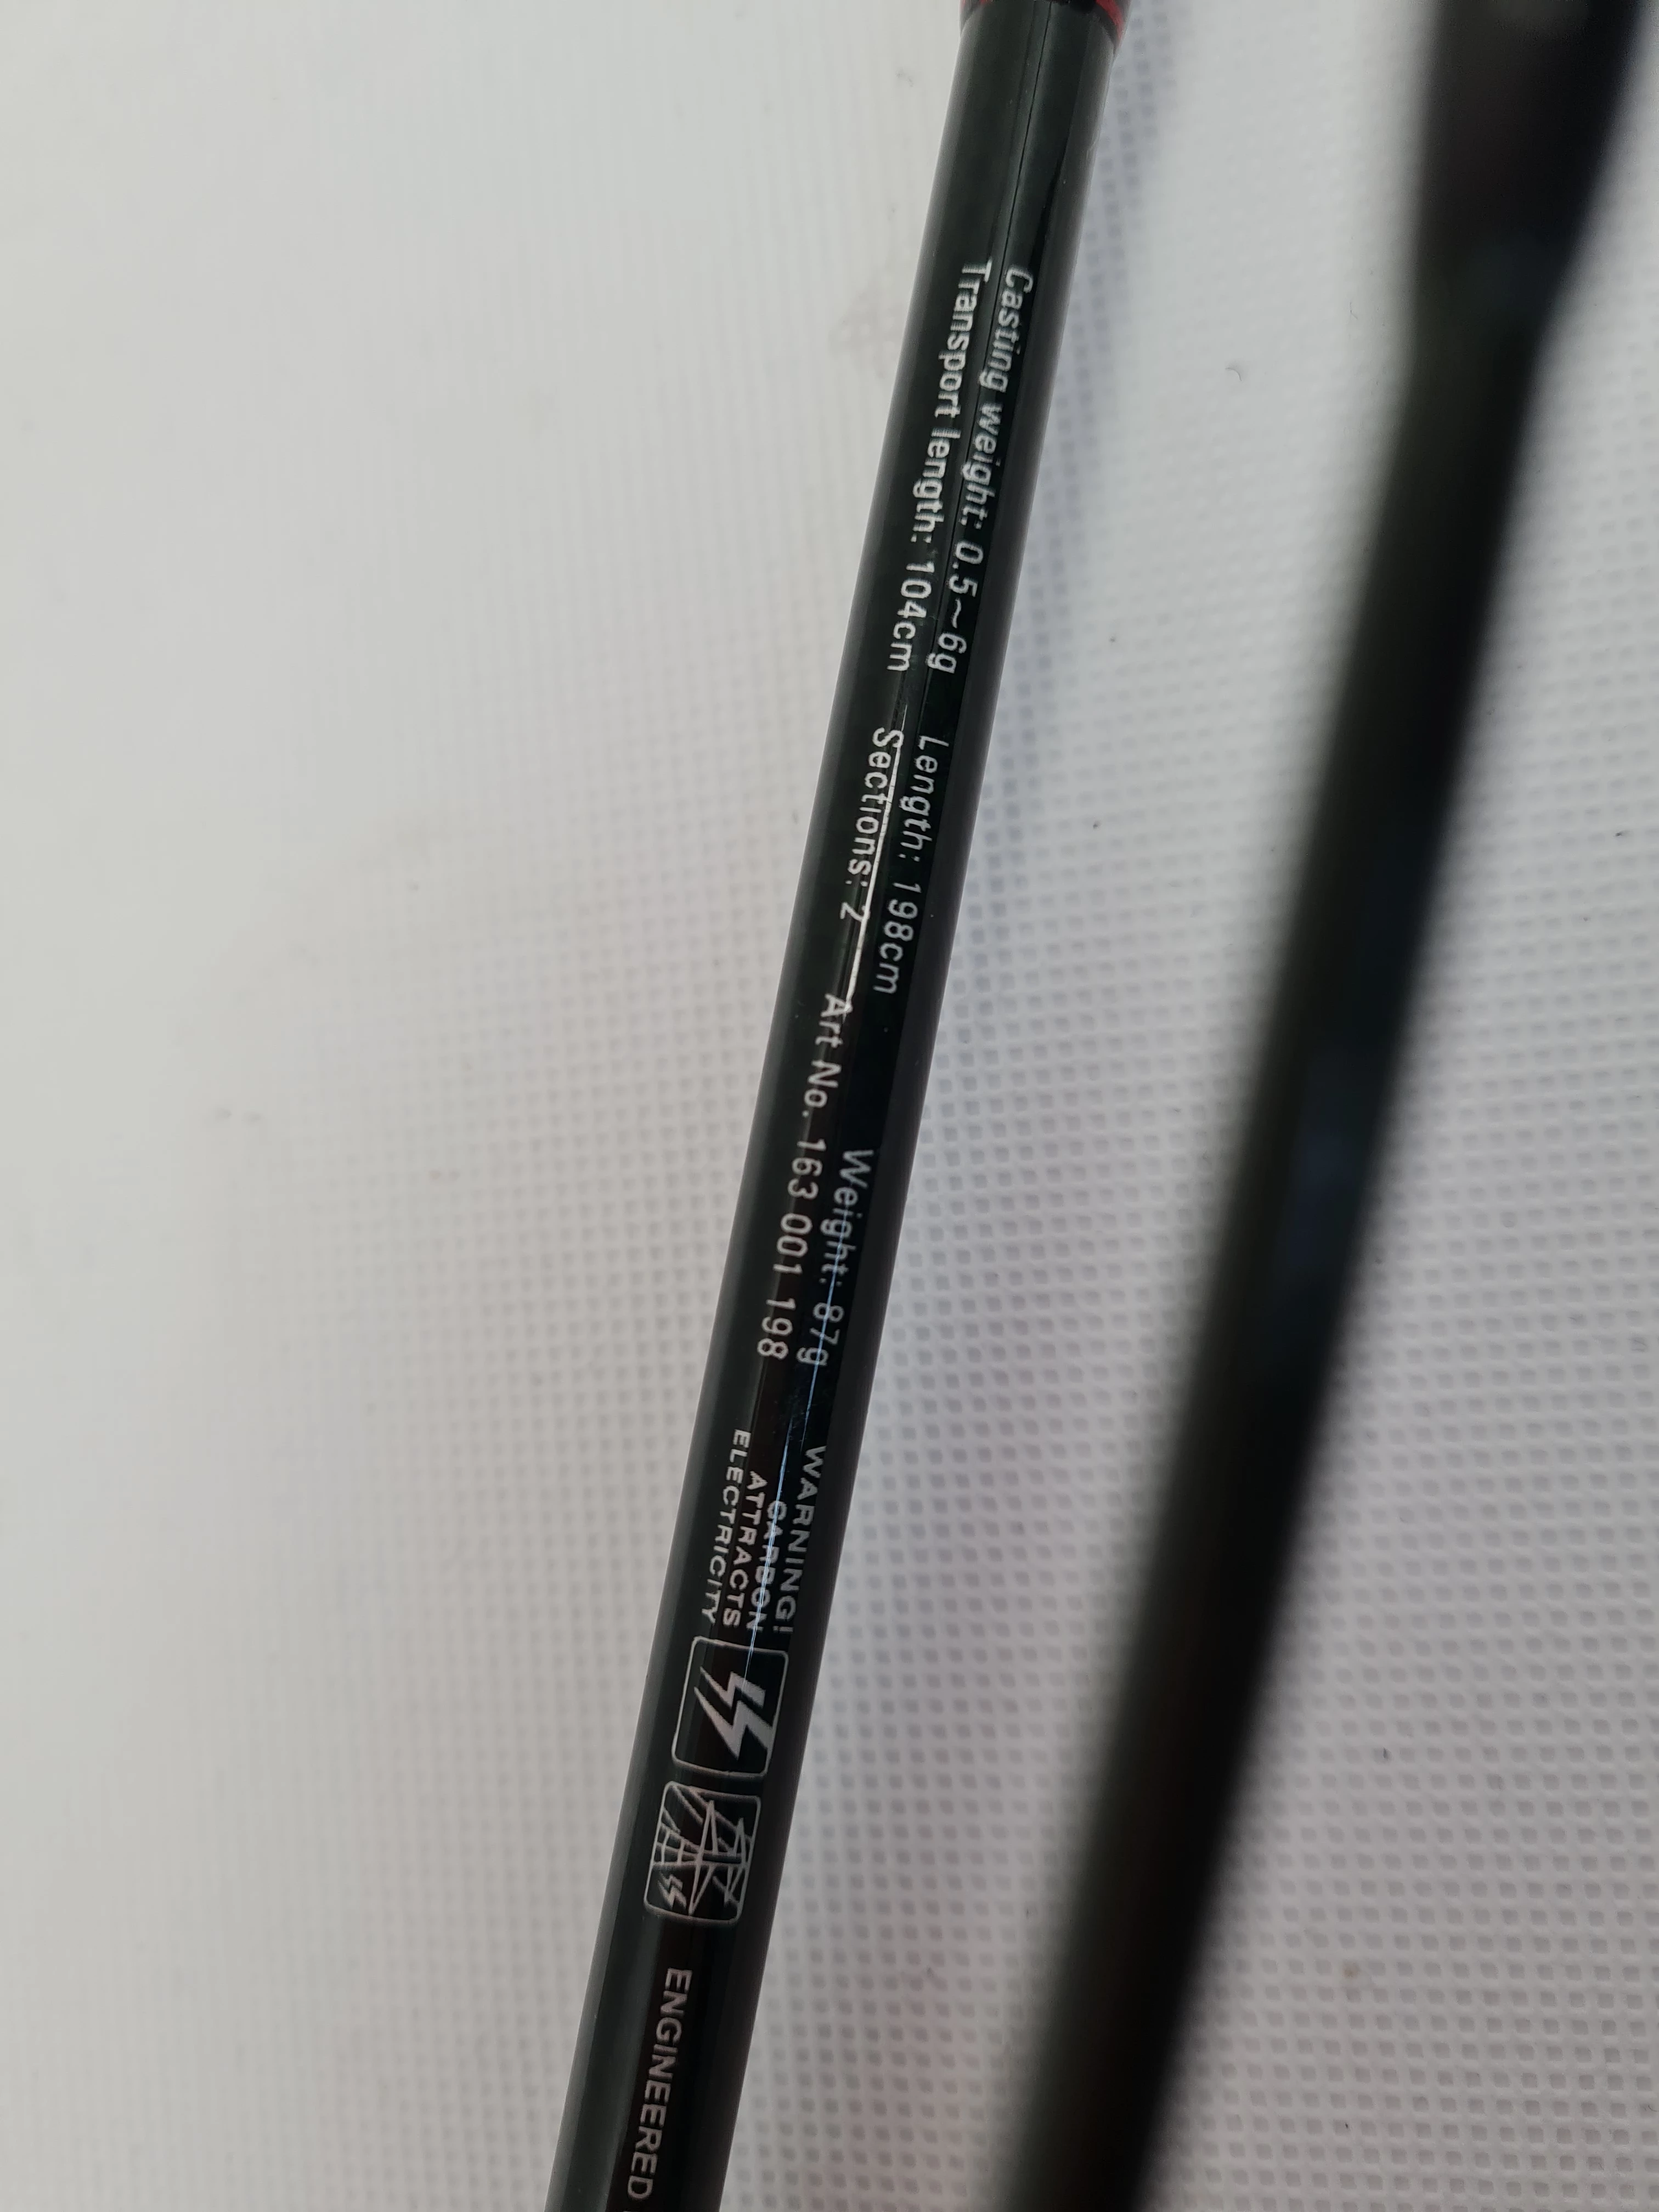 Casting weight: 0.5~6g Length: 198cm Weight: 87g
Transport length: 104cm Sections: 2 Art No. 163 001 198
WARNING!
CARBON
ATTRACTS
ELECTRICITY
ENGINEERED